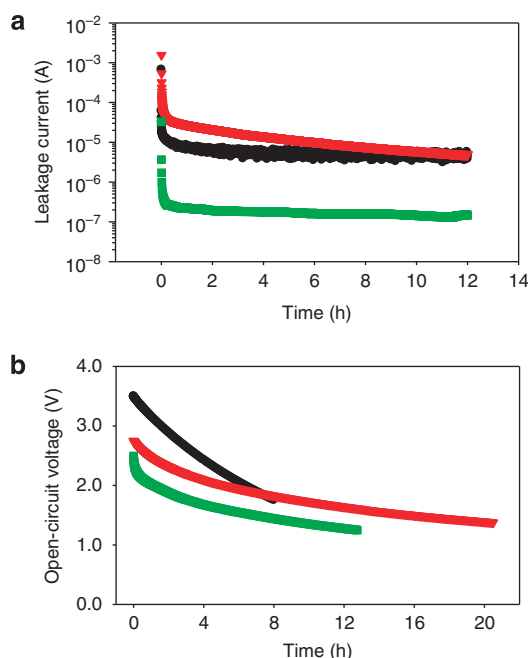 a
Leakage current (A)
10⁻²
10⁻³
10⁻⁴
10⁻⁵
10⁻⁶
10⁻⁷
10⁻⁸
0 2 4 6 8 10 12 14
Time (h)
b
Open-circuit voltage (V)
4.0
3.0
2.0
1.0
0.0
0 4 8 12 16 20
Time (h)